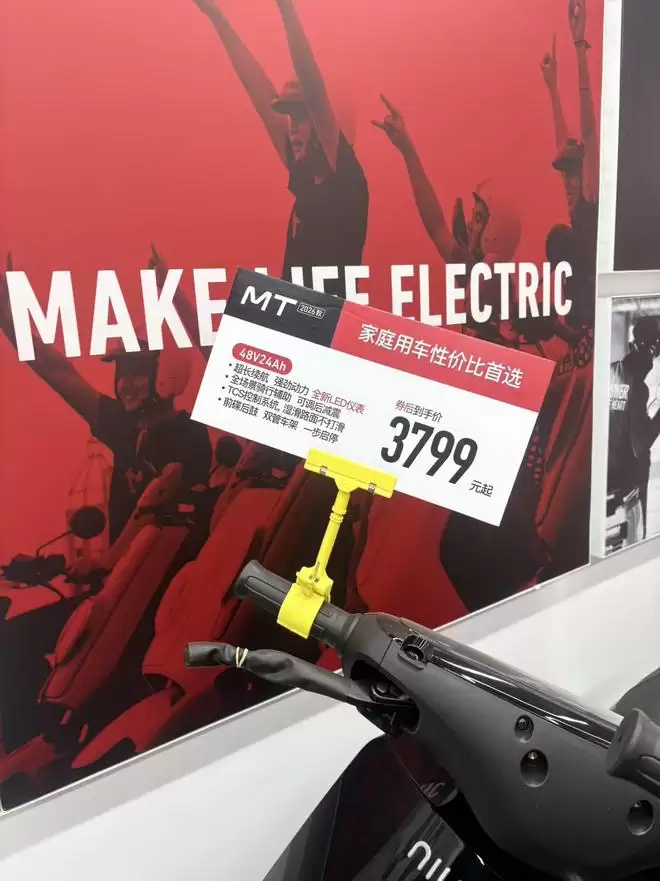 MAKE LIFE ELECTRIC
MT 2026款
家庭用车性价比首选
48V24Ah
• 超长续航 强劲动力 全新LED仪表
• 全场景骑行辅助 可调后减震
• TCS控制系统, 湿滑路面不打滑
• 前碟后鼓 双管车架 一步启停
券后到手价
3799
元起
niu